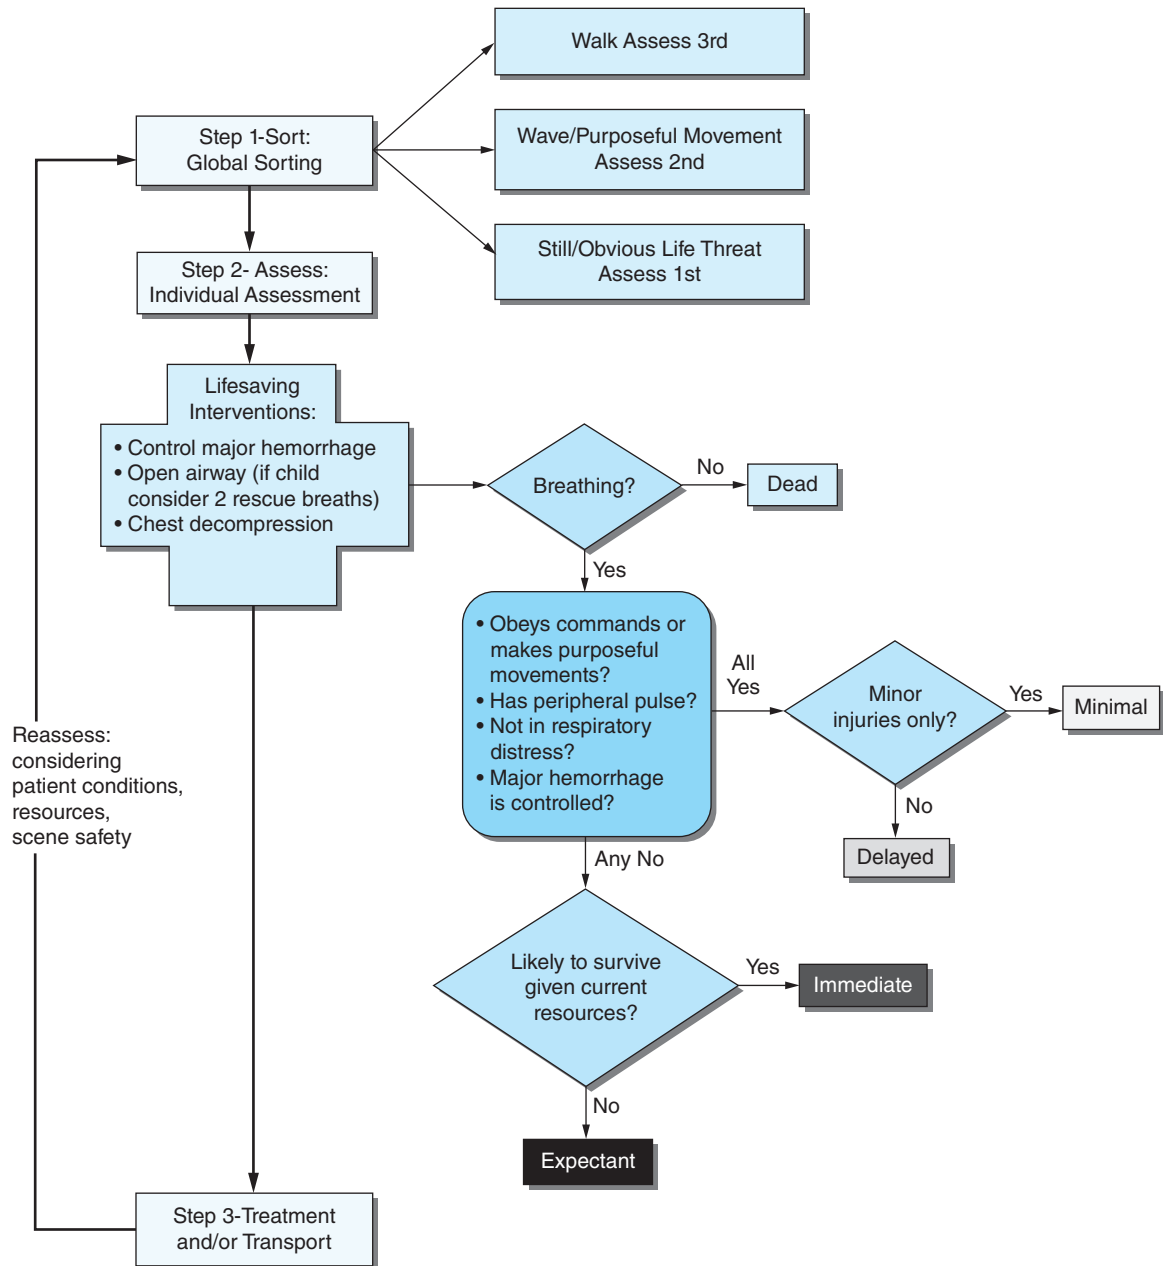 Walk Assess 3rd
Step 1-Sort:
Global Sorting
Wave/Purposeful Movement
Assess 2nd
Still/Obvious Life Threat
Assess 1st
Step 2- Assess:
Individual Assessment
Lifesaving
Interventions:
• Control major hemorrhage
• Open airway (if child
consider 2 rescue breaths)
• Chest decompression
Breathing?
No
Dead
Yes
• Obeys commands or
makes purposeful
movements?
• Has peripheral pulse?
• Not in respiratory
distress?
• Major hemorrhage
is controlled?
All
Yes
Minor
injuries only?
Yes
Minimal
No
Delayed
Any No
Likely to survive
given current
resources?
Yes
Immediate
No
Expectant
Reassess:
considering
patient conditions,
resources,
scene safety
Step 3-Treatment
and/or Transport